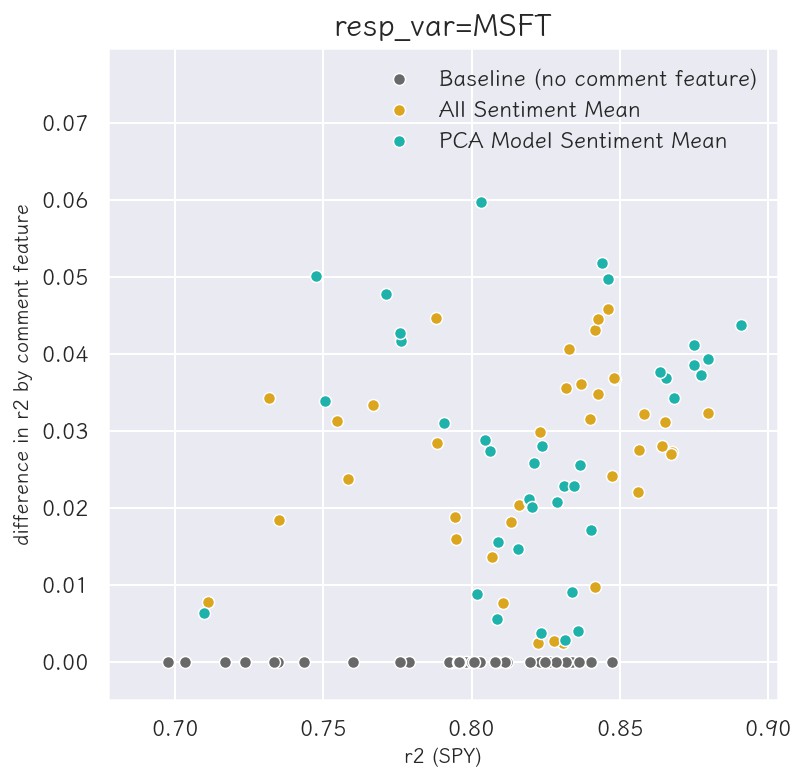 resp_var=MSFT
Baseline (no comment feature)
All Sentiment Mean
PCA Model Sentiment Mean
difference in r2 by comment feature
0.07
0.06
0.05
0.04
0.03
0.02
0.01
0.00
0.70 0.75 0.80 0.85 0.90
r2 (SPY)